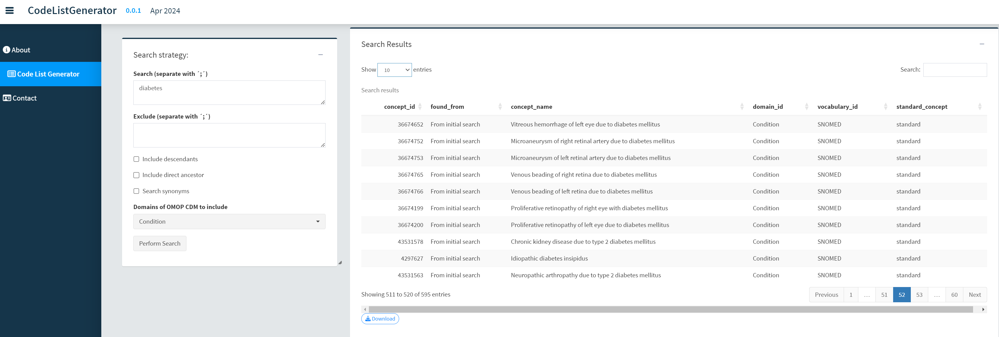 CodeListGenerator 0.0.1 Apr 2024
About
Code List Generator
Contact
Search strategy:
Search (separate with ´;´)
diabetes
Exclude (separate with ´;´)
Include descendants
Include direct ancestor
Search synonyms
Domains of OMOP CDM to include
Condition
Perform Search
Search Results
Show 10 entries Search:
Search results
concept_id found_from concept_name domain_id vocabulary_id standard_concept
36674652 From initial search Vitreous hemorrhage of left eye due to diabetes mellitus Condition SNOMED standard
36674752 From initial search Microaneurysm of right retinal artery due to diabetes mellitus Condition SNOMED standard
36674753 From initial search Microaneurysm of left retinal artery due to diabetes mellitus Condition SNOMED standard
36674765 From initial search Venous beading of right retina due to diabetes mellitus Condition SNOMED standard
36674766 From initial search Venous beading of left retina due to diabetes mellitus Condition SNOMED standard
36674199 From initial search Proliferative retinopathy of right eye with diabetes mellitus Condition SNOMED standard
36674200 From initial search Proliferative retinopathy of left eye due to diabetes mellitus Condition SNOMED standard
43531578 From initial search Chronic kidney disease due to type 2 diabetes mellitus Condition SNOMED standard
4297627 From initial search Idiopathic diabetes insipidus Condition SNOMED standard
43531563 From initial search Neuropathic arthropathy due to type 2 diabetes mellitus Condition SNOMED standard
Showing 511 to 520 of 595 entries Previous 1 … 51 52 53 … 60 Next
Download